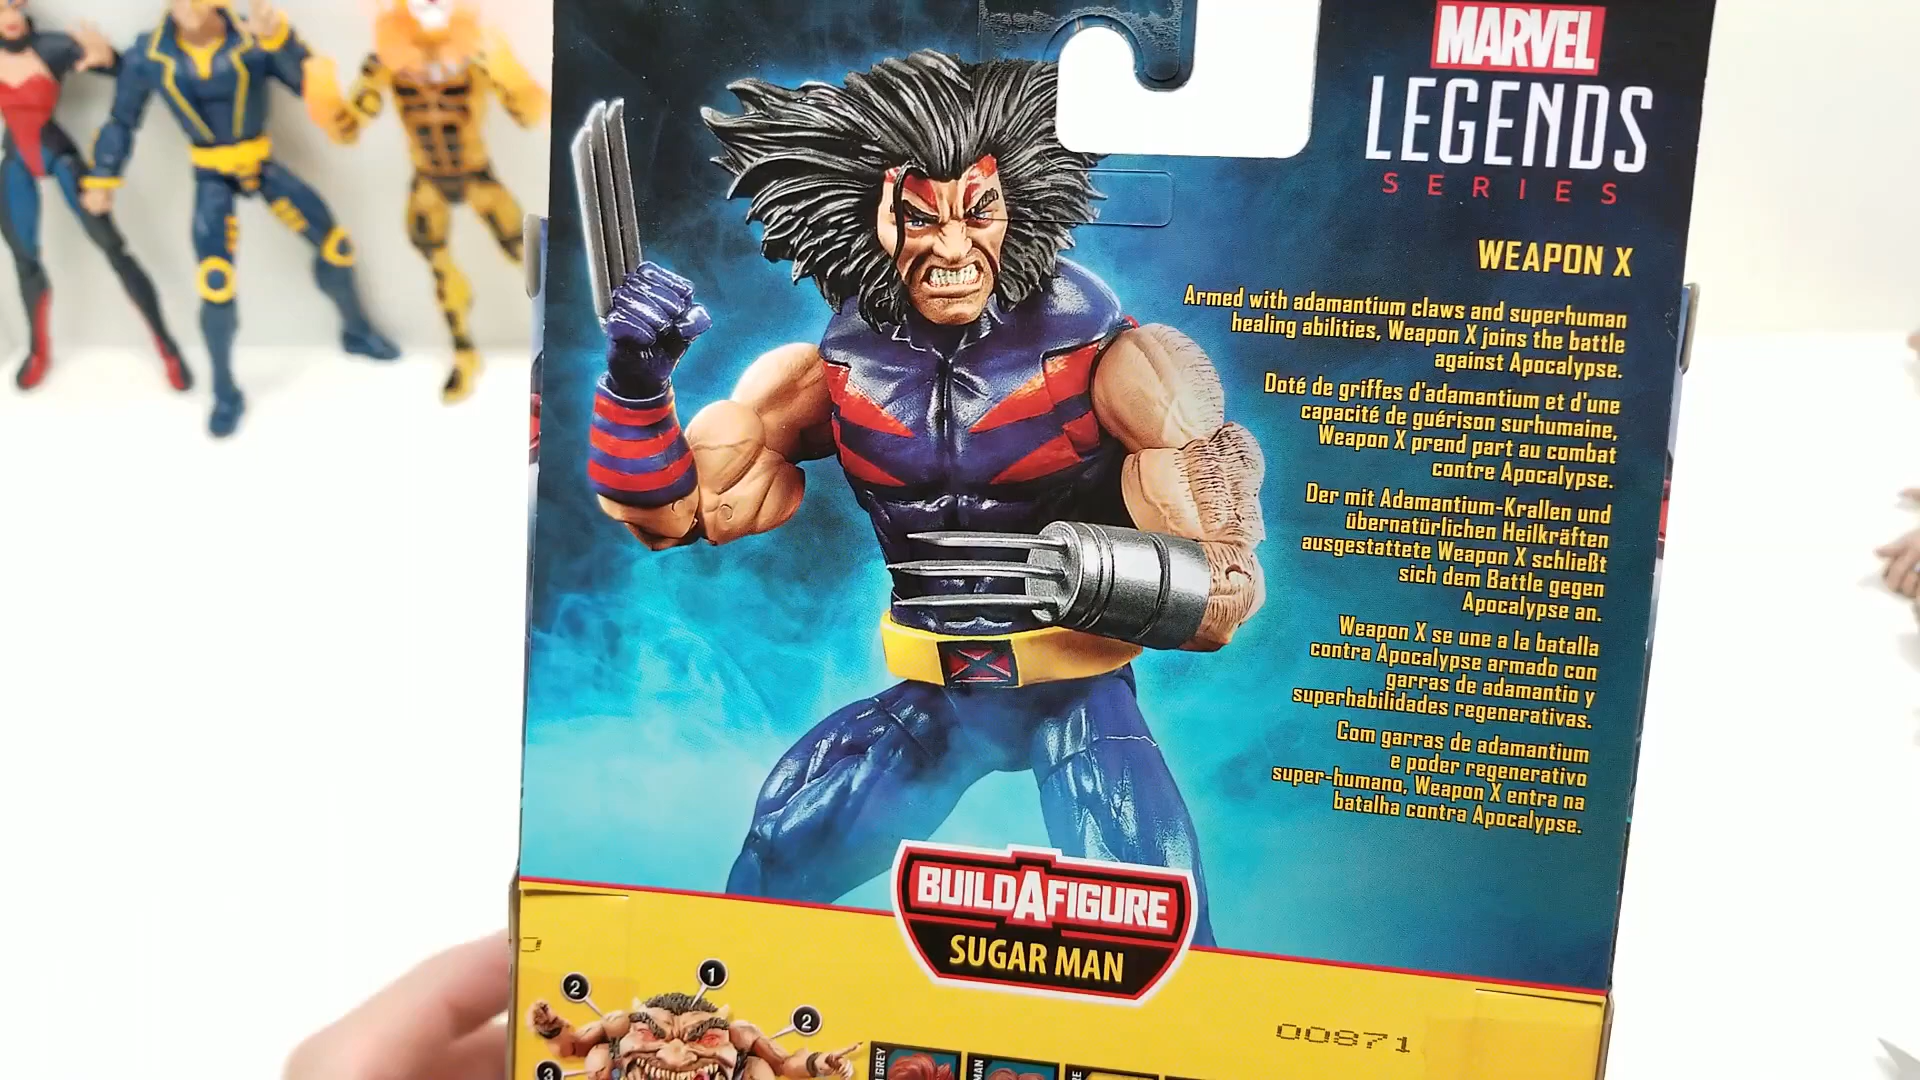 MARVEL
LEGENDS
SERIES
WEAPON X
Armed with adamantium claws and superhuman
healing abilities, Weapon X joins the battle
against Apocalypse.
Doté de griffes d'adamantium et d'une
capacité de guérison surhumaine,
Weapon X prend part au combat
contre Apocalypse.
Der mit Adamantium-Krallen und
übernatürlichen Heilkräften
ausgestattete Weapon X schließt
sich dem Battle gegen
Apocalypse an.
Weapon X se une a la batalla
contra Apocalypse armado con
garras de adamantio y
superhabilidades regenerativas.
Com garras de adamantium
e poder regenerativo
super-humano, Weapon X entra na
batalha contra Apocalypse.
BUILD A FIGURE
SUGAR MAN
1
2
2
3
00871
GREY
MAN